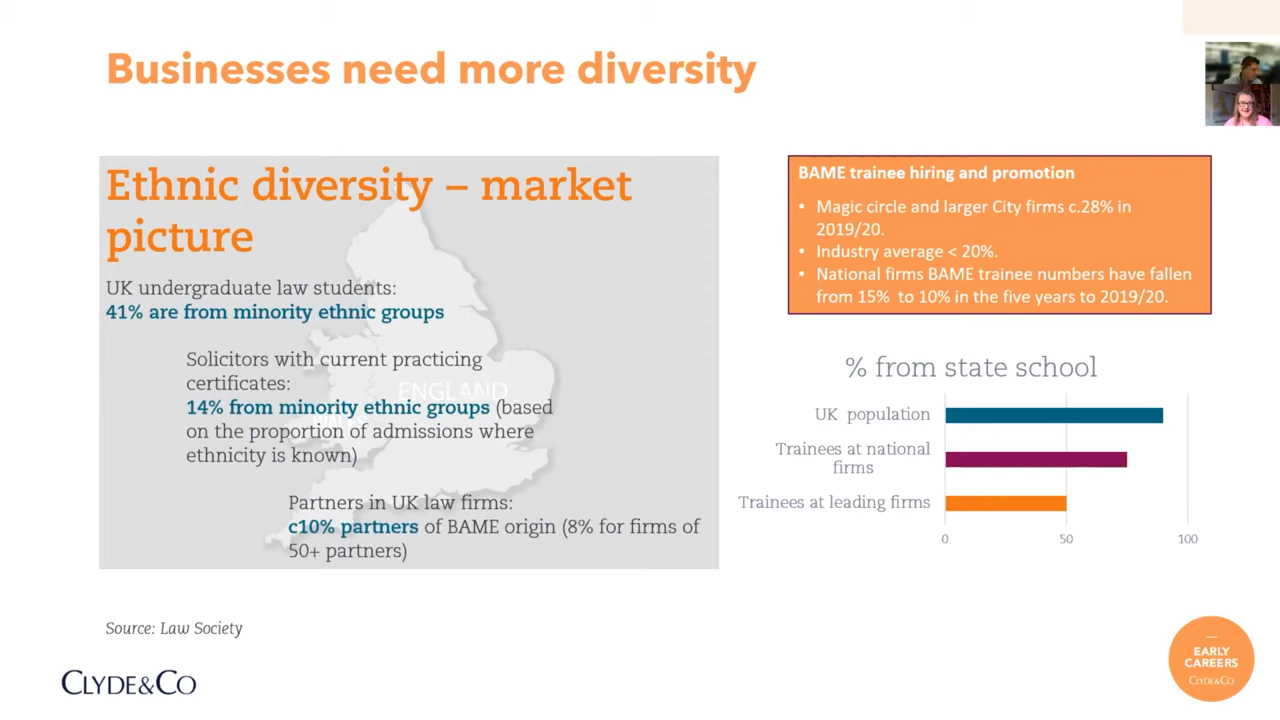 Businesses need more diversity
Ethnic diversity – market
picture
UK undergraduate law students:
41% are from minority ethnic groups
Solicitors with current practicing
certificates:
14% from minority ethnic groups (based
on the proportion of admissions where
ethnicity is known)
Partners in UK law firms:
c10% partners of BAME origin (8% for firms of
50+ partners)
ENGLAND
WALES
BAME trainee hiring and promotion
• Magic circle and larger City firms c.28% in
2019/20.
• Industry average < 20%.
• National firms BAME trainee numbers have fallen
from 15% to 10% in the five years to 2019/20.
% from state school
UK population
Trainees at national
firms
Trainees at leading firms
0 50 100
Source: Law Society
CLYDE&CO
EARLY
CAREERS
CLYDE&CO